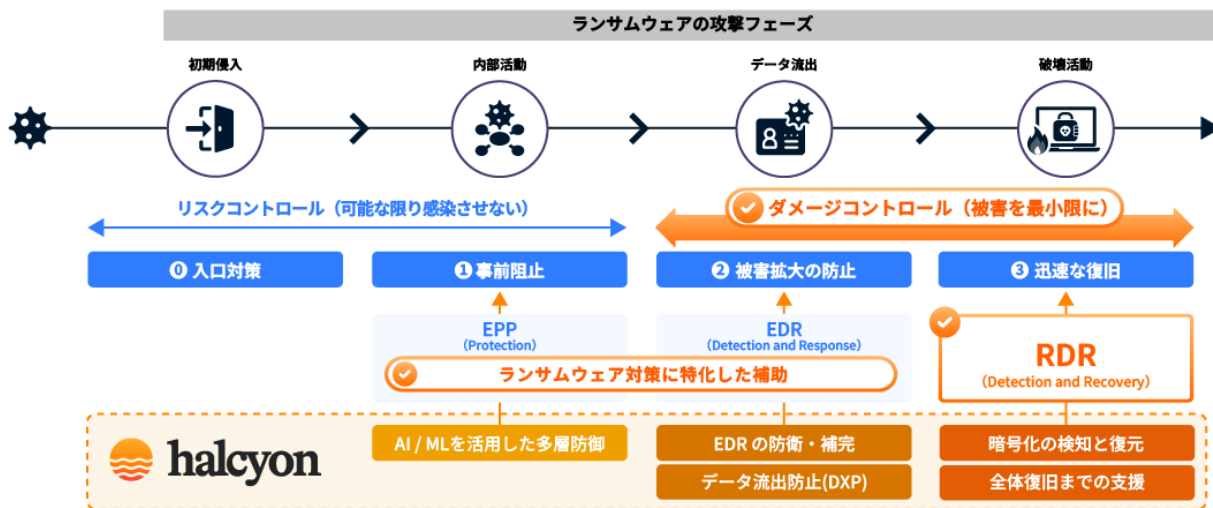 ランサムウェアの攻撃フェーズ
初期侵入
内部活動
データ流出
破壊活動
リスクコントロール（可能な限り感染させない）
ダメージコントロール（被害を最小限に）
⓿ 入口対策
❶ 事前阻止
❷ 被害拡大の防止
❸ 迅速な復旧
EPP
(Protection)
EDR
(Detection and Response)
RDR
(Detection and Recovery)
ランサムウェア対策に特化した補助
halcyon
AI / MLを活用した多層防御
EDR の防衛・補完
データ流出防止(DXP)
暗号化の検知と復元
全体復旧までの支援